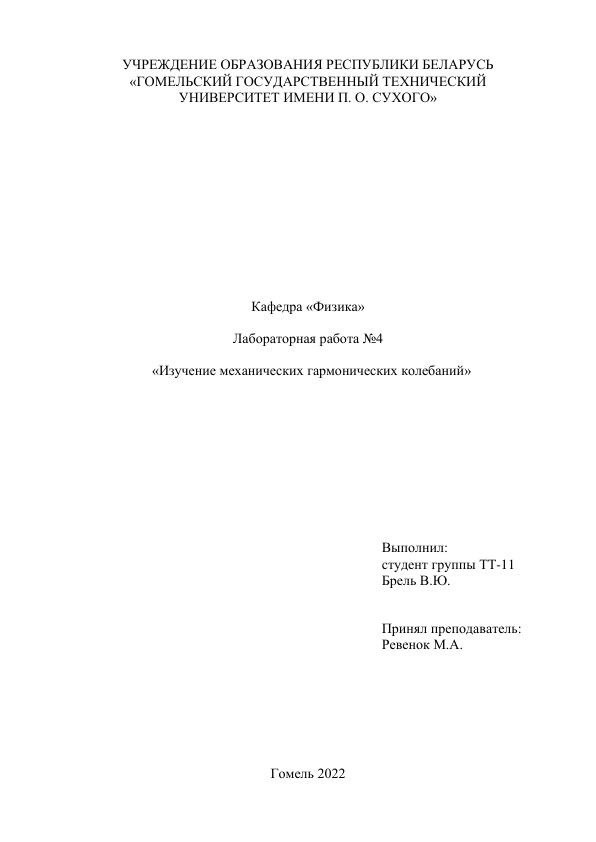 УЧРЕЖДЕНИЕ ОБРАЗОВАНИЯ РЕСПУБЛИКИ БЕЛАРУСЬ
«ГОМЕЛЬСКИЙ ГОСУДАРСТВЕННЫЙ ТЕХНИЧЕСКИЙ
УНИВЕРСИТЕТ ИМЕНИ П. О. СУХОГО»
Кафедра «Физика»
Лабораторная работа №4
«Изучение механических гармонических колебаний»
Выполнил:
студент группы ТТ-11
Брель В.Ю.
Принял преподаватель:
Ревенок М.А.
Гомель 2022